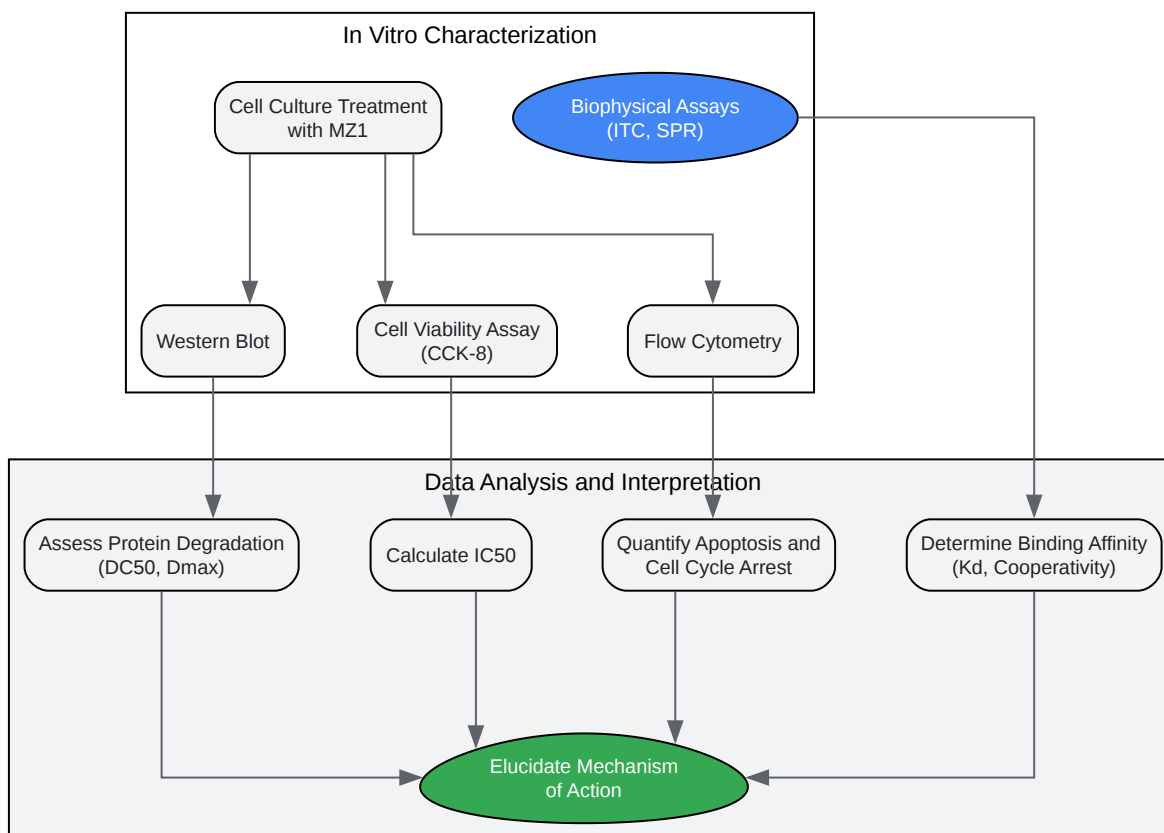 In Vitro Characterization
Cell Culture Treatment
with MZ1
Biophysical Assays
(ITC, SPR)
Western Blot
Cell Viability Assay
(CCK-8)
Flow Cytometry
Data Analysis and Interpretation
Assess Protein Degradation
(DC50, Dmax)
Calculate IC50
Quantify Apoptosis and
Cell Cycle Arrest
Determine Binding Affinity
(Kd, Cooperativity)
Elucidate Mechanism
of Action